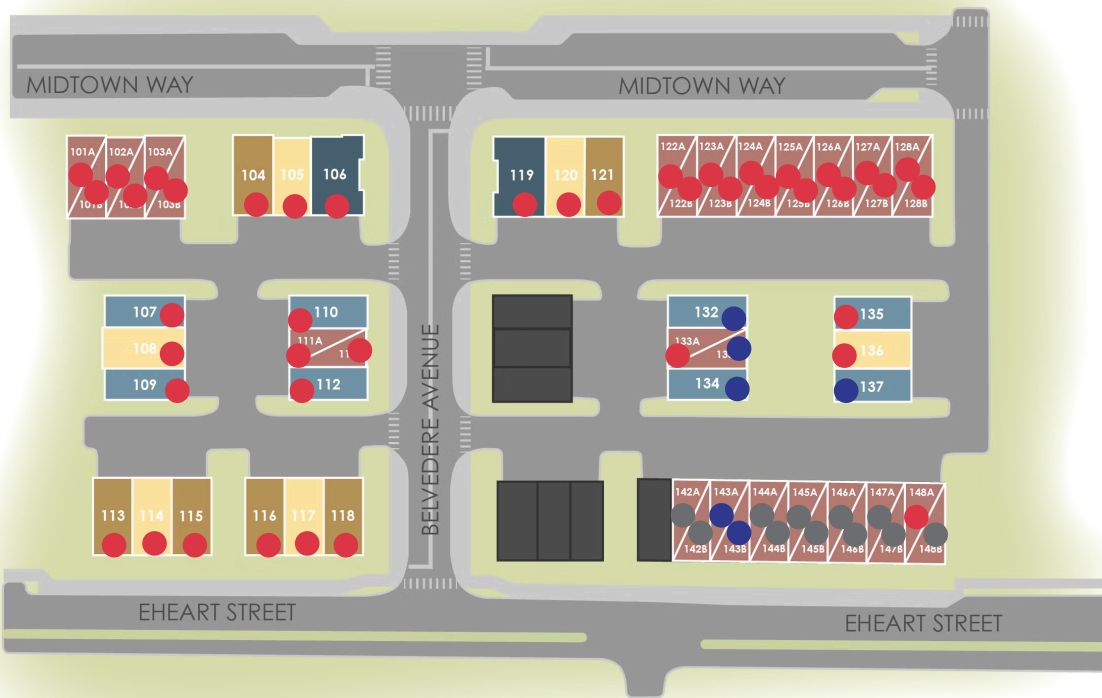 MIDTOWN WAY
MIDTOWN WAY
101A 102A 103A
101B 103B
104 105 106
119 120 121
122A 123A 124A 125A 126A 127A 128A
122B 123B 124B 125B 126B 127B 128B
107
108
109
110
111A
112
132
133A
134
135
136
137
BELVEDERE AVENUE
113 114 115
116 117 118
142A 143A 144A 145A 146A 147A 148A
142B 143B 144B 145B 146B 147B 148B
EHEART STREET
EHEART STREET